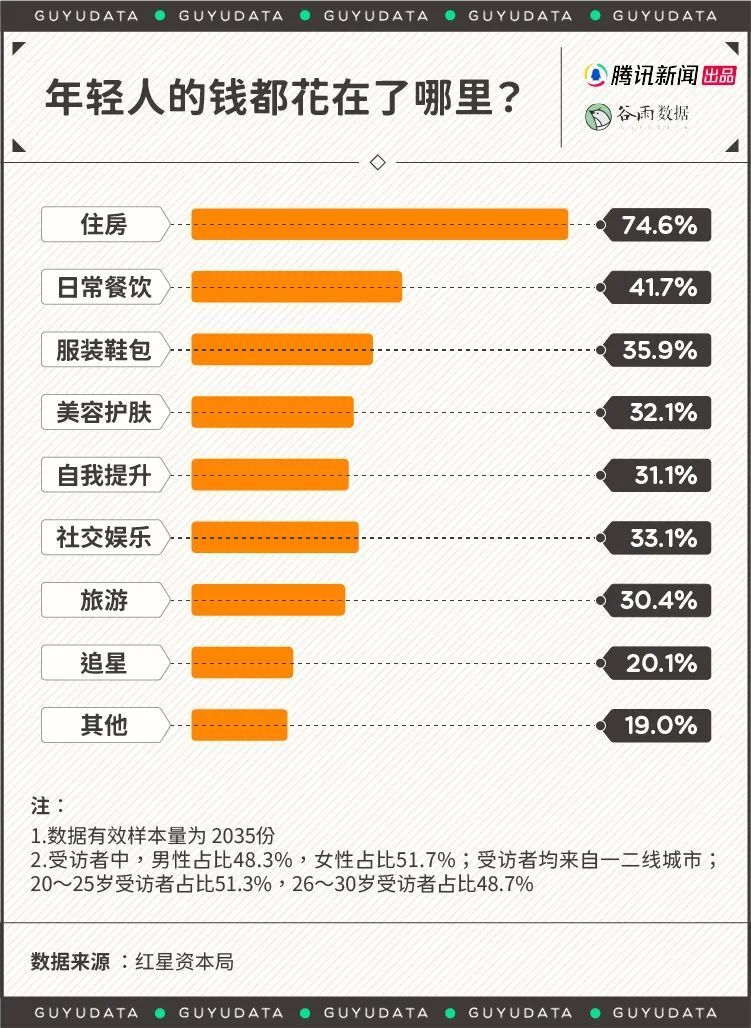 GUYUDATA GUYUDATA GUYUDATA GUYUDATA GUYUDATA
年轻人的钱都花在了哪里？
腾讯新闻 出品
谷雨数据
GUYUDATA
住房 74.6%
日常餐饮 41.7%
服装鞋包 35.9%
美容护肤 32.1%
自我提升 31.1%
社交娱乐 33.1%
旅游 30.4%
追星 20.1%
其他 19.0%
注：
1.数据有效样本量为 2035份
2.受访者中，男性占比48.3%，女性占比51.7%；受访者均来自一二线城市；
20～25岁受访者占比51.3%，26～30岁受访者占比48.7%
数据来源 ：红星资本局
GUYUDATA GUYUDATA GUYUDATA GUYUDATA GUYUDATA